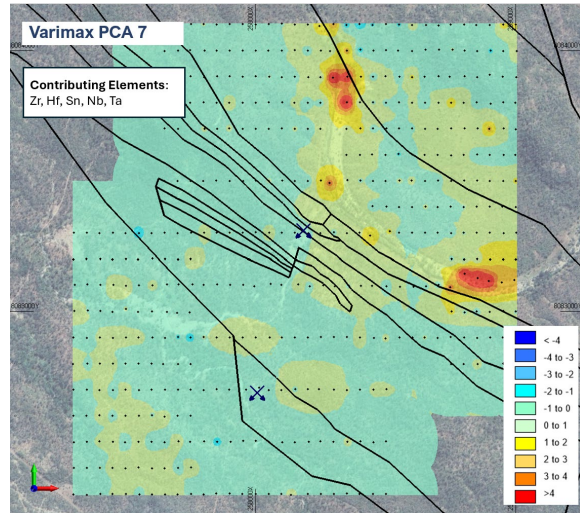 Varimax PCA 7
Contributing Elements:
Zr, Hf, Sn, Nb, Ta
8083000Y
< -4
-4 to -3
-3 to -2
-2 to -1
-1 to 0
0 to 1
1 to 2
2 to 3
3 to 4
>4